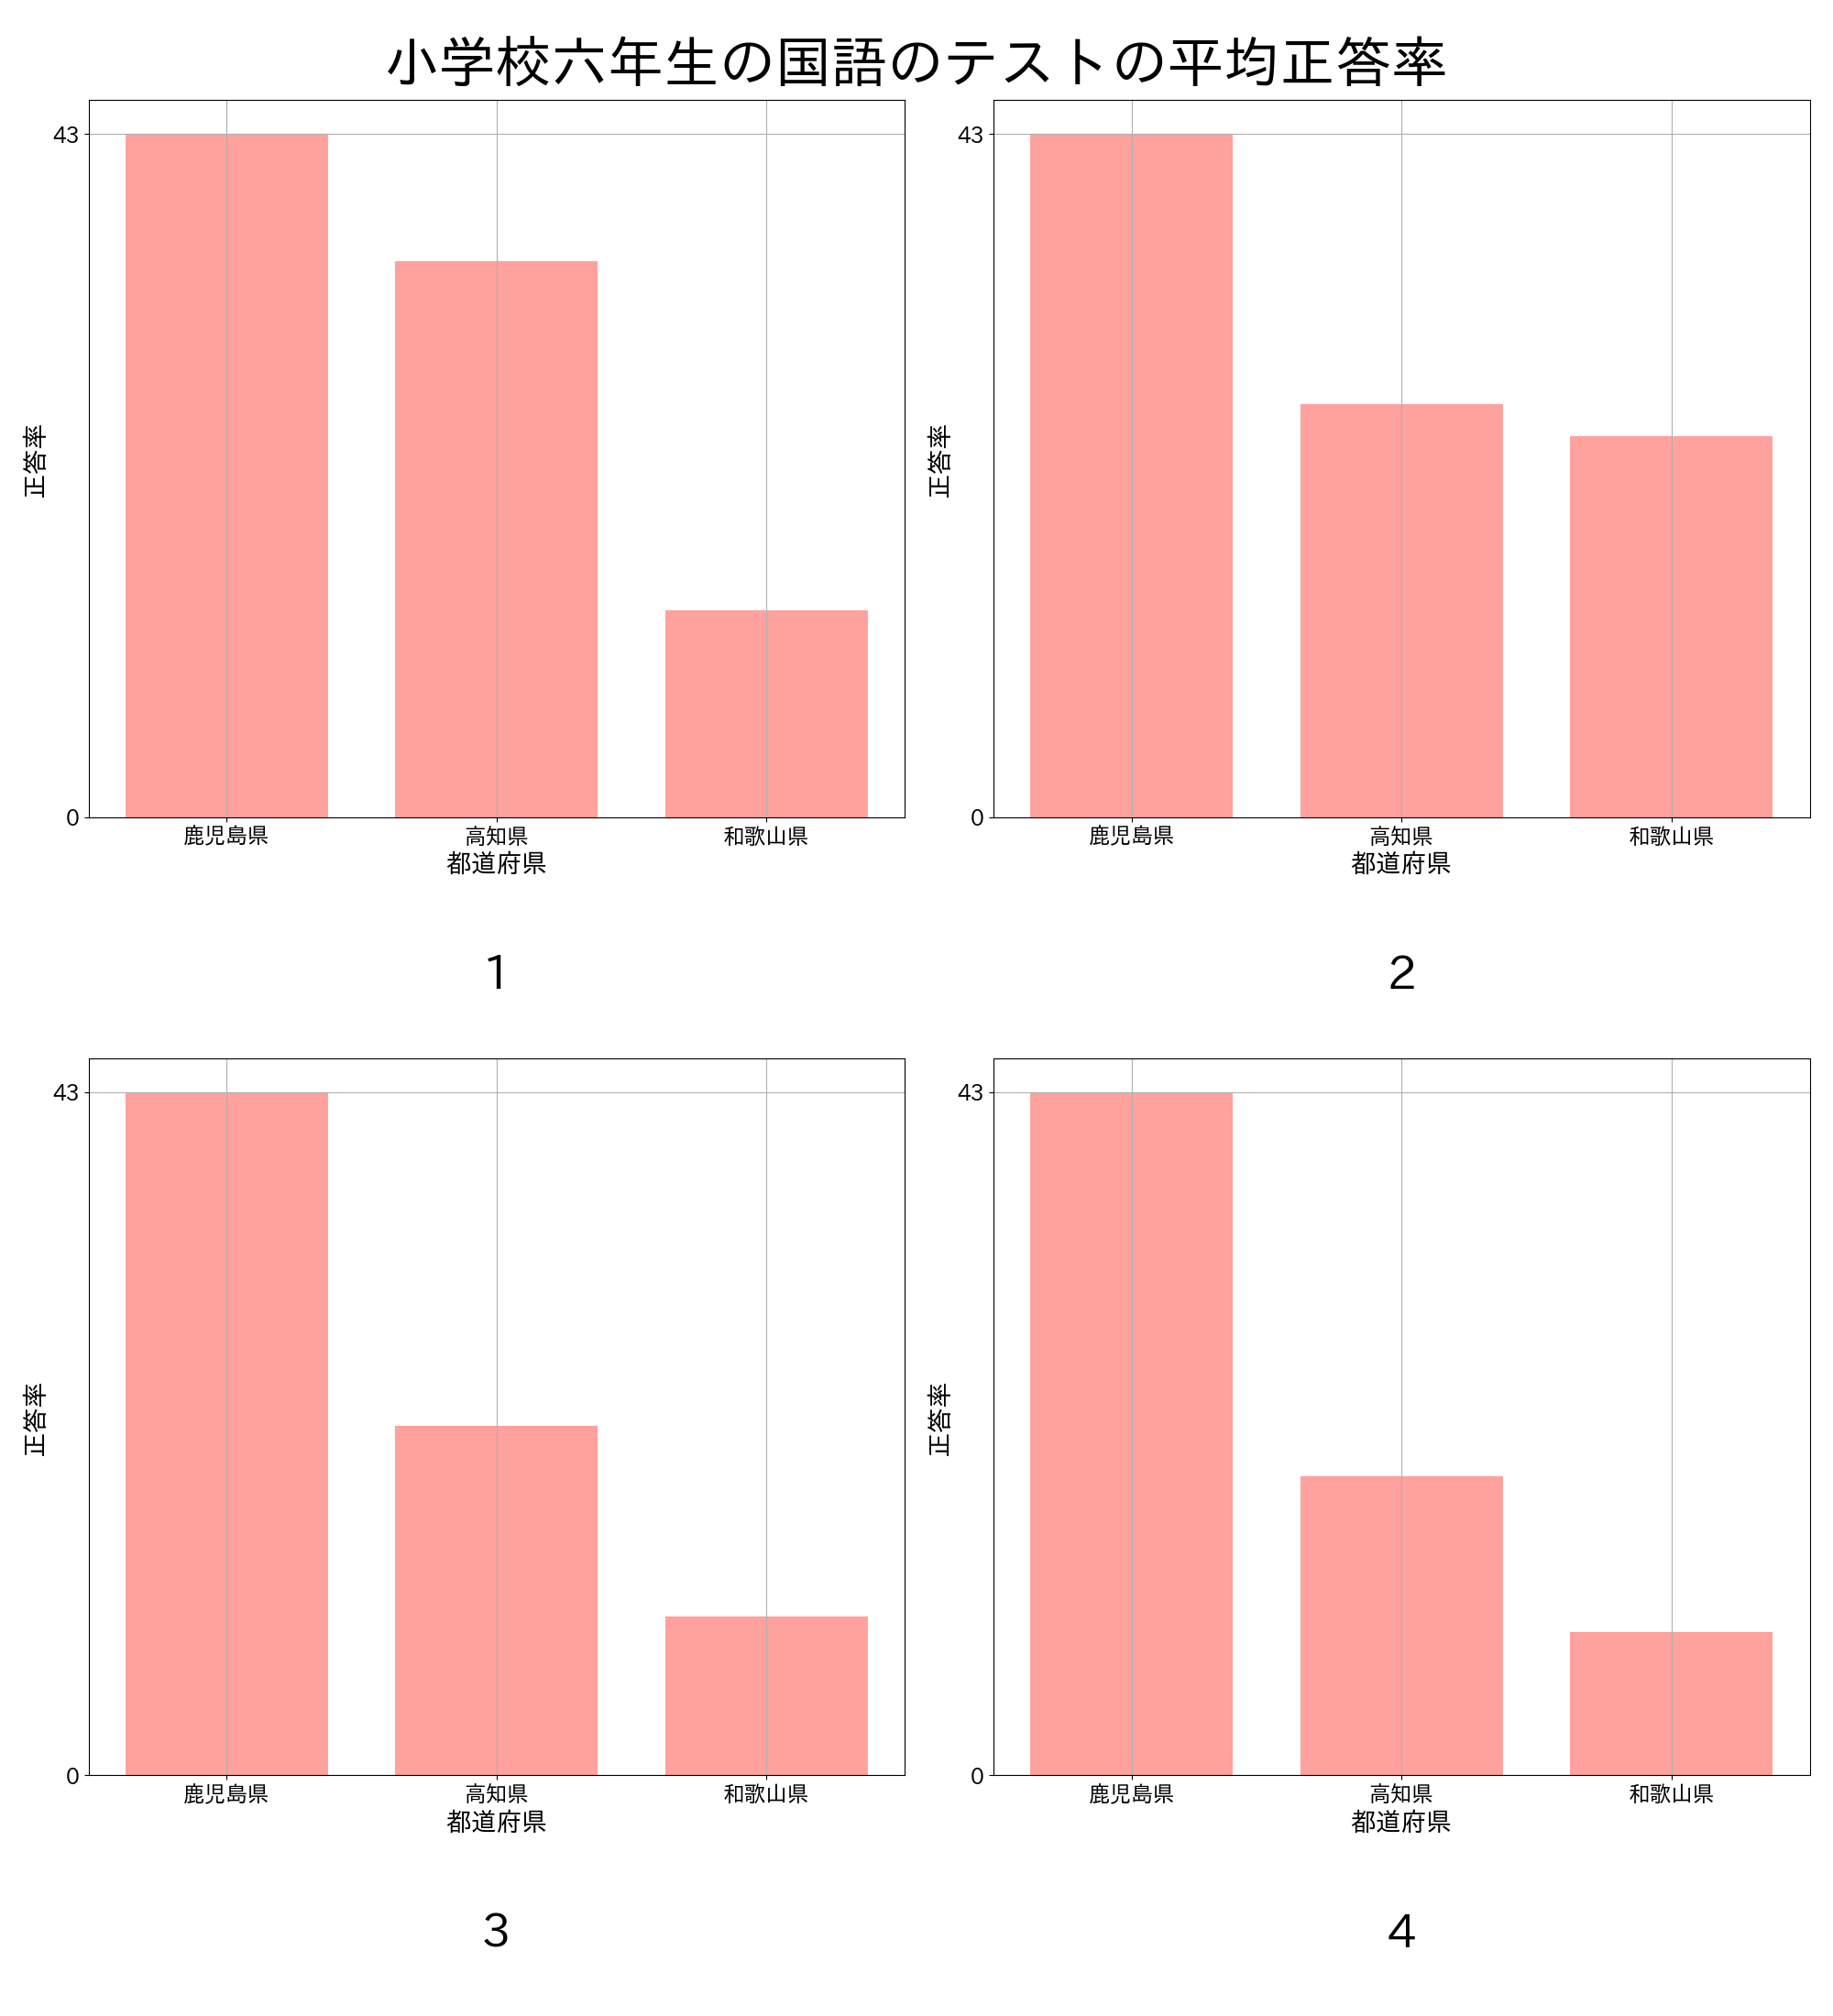 小学校六年生の国語のテストの平均正答率
43
0
正答率
鹿児島県 高知県 和歌山県
都道府県
1
43
0
正答率
鹿児島県 高知県 和歌山県
都道府県
2
43
0
正答率
鹿児島県 高知県 和歌山県
都道府県
3
43
0
正答率
鹿児島県 高知県 和歌山県
都道府県
4